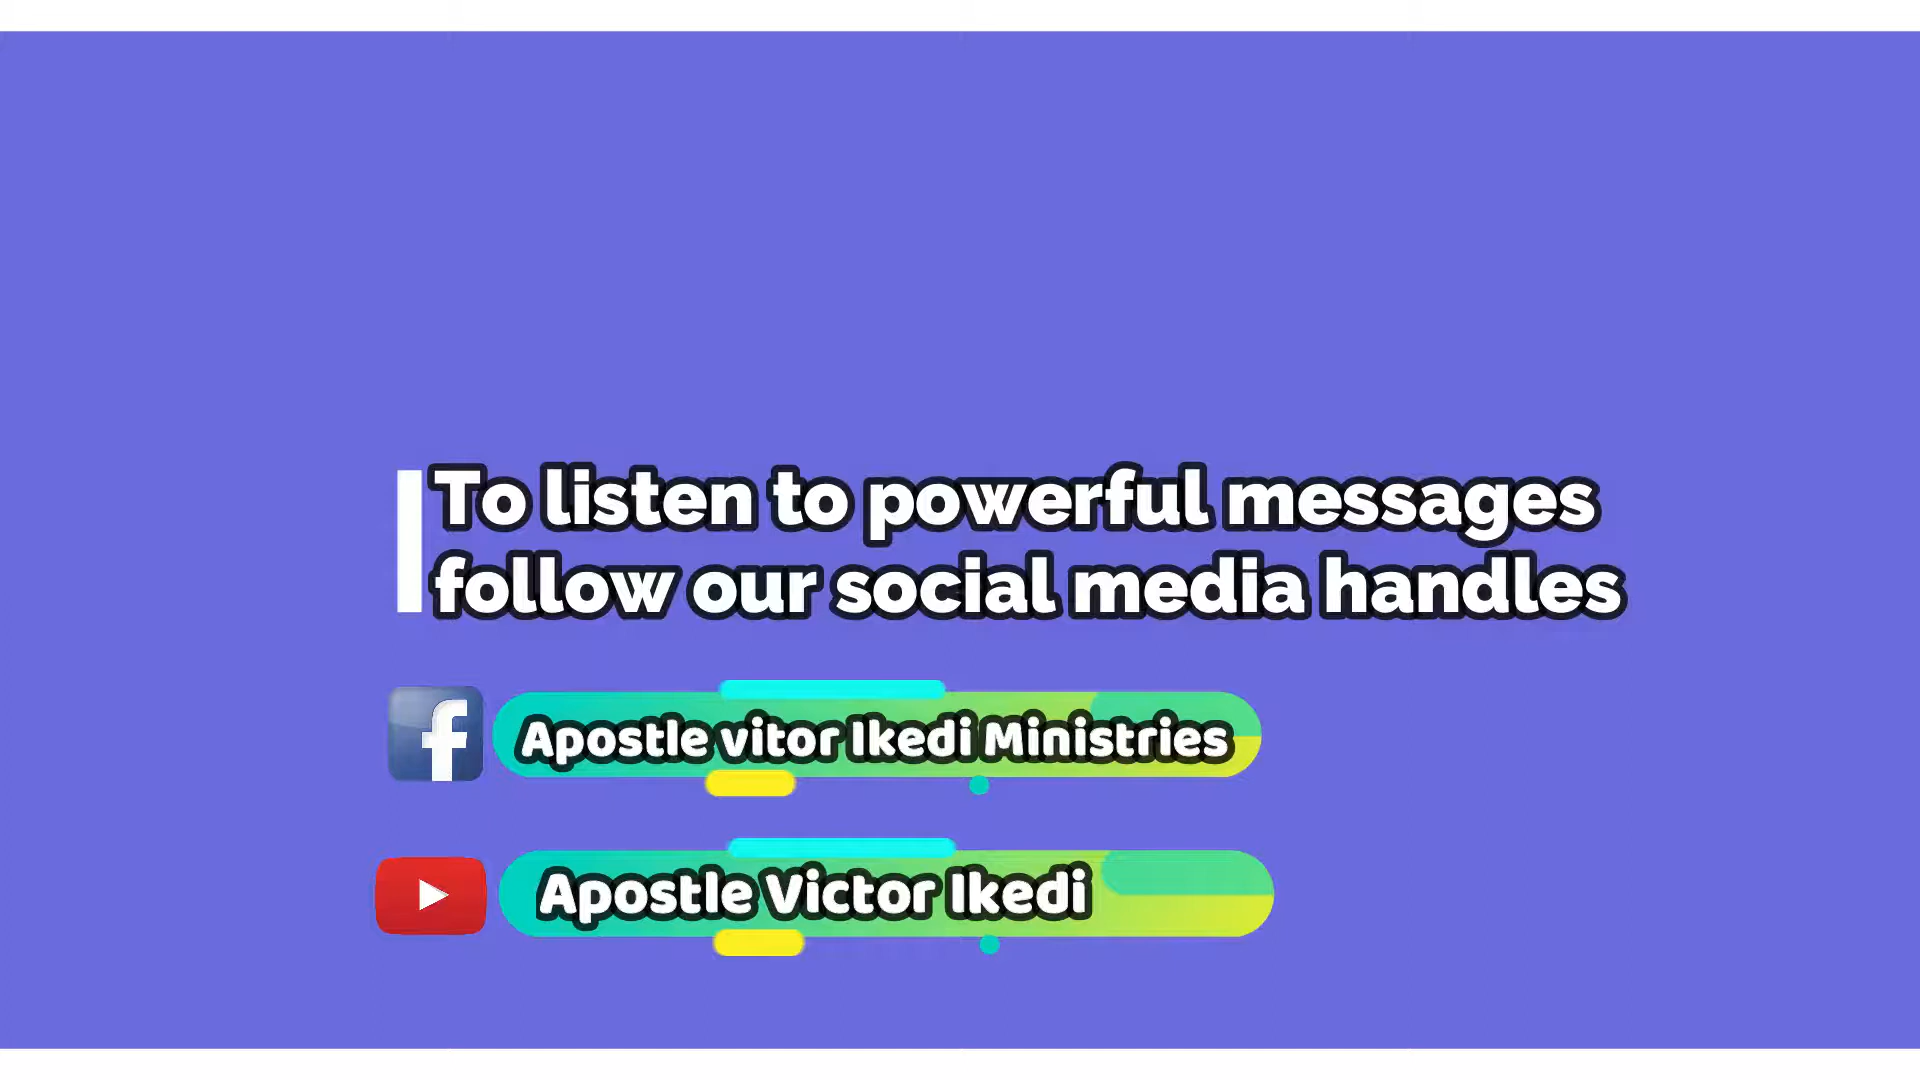 To listen to powerful messages
follow our social media handles
f
Apostle vitor Ikedi Ministries
Apostle Victor Ikedi